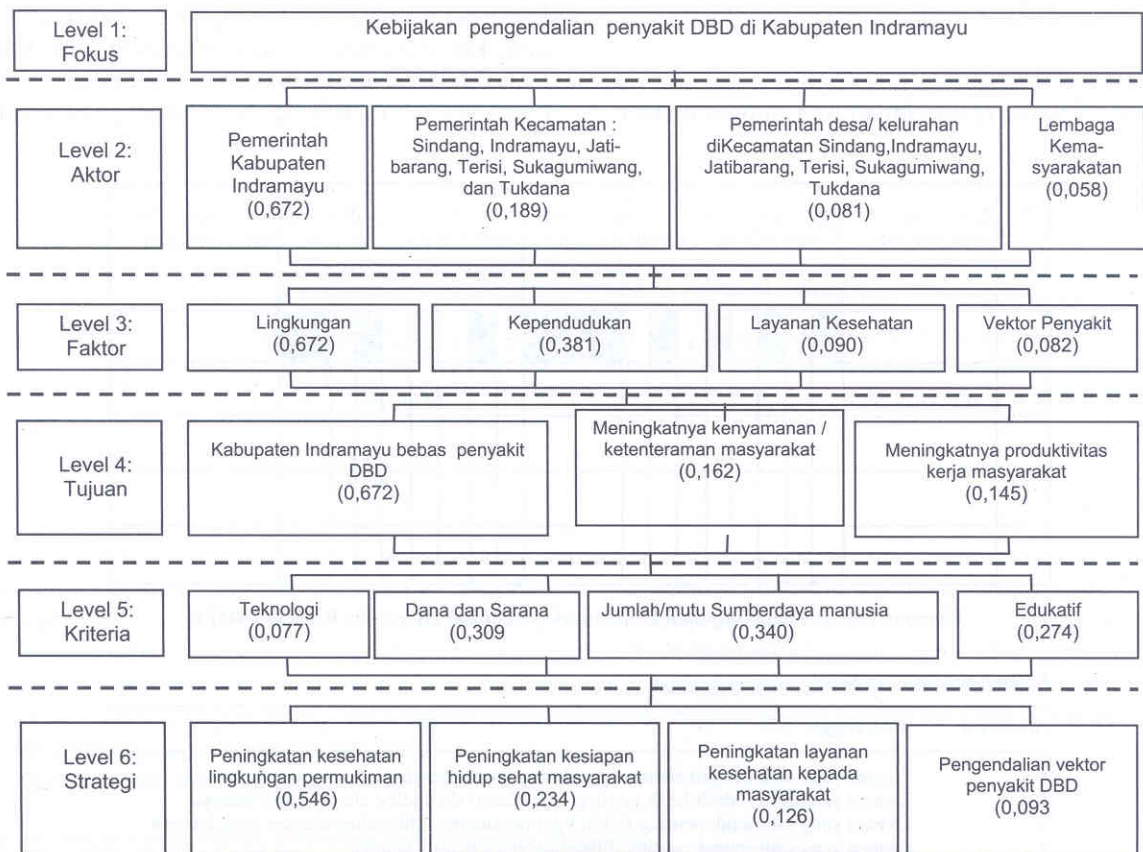 Level 1:
Fokus
Kebijakan pengendalian penyakit DBD di Kabupaten Indramayu
Level 2:
Aktor
Pemerintah
Kabupaten
Indramayu
(0,672)
Pemerintah Kecamatan :
Sindang, Indramayu, Jati-
barang, Terisi, Sukagumiwang,
dan Tukdana
(0,189)
Pemerintah desa/ kelurahan
diKecamatan Sindang,Indramayu,
Jatibarang, Terisi, Sukagumiwang,
Tukdana
(0,081)
Lembaga
Kema-
syarakatan
(0,058)
Level 3:
Faktor
Lingkungan
(0,672)
Kependudukan
(0,381)
Layanan Kesehatan
(0,090)
Vektor Penyakit
(0,082)
Level 4:
Tujuan
Kabupaten Indramayu bebas penyakit
DBD
(0,672)
Meningkatnya kenyamanan /
ketenteraman masyarakat
(0,162)
Meningkatnya produktivitas
kerja masyarakat
(0,145)
Level 5:
Kriteria
Teknologi
(0,077)
Dana dan Sarana
(0,309
Jumlah/mutu Sumberdaya manusia
(0,340)
Edukatif
(0,274)
Level 6:
Strategi
Peningkatan kesehatan
lingkungan permukiman
(0,546)
Peningkatan kesiapan
hidup sehat masyarakat
(0,234)
Peningkatan layanan
kesehatan kepada
masyarakat
(0,126)
Pengendalian vektor
penyakit DBD
(0,093